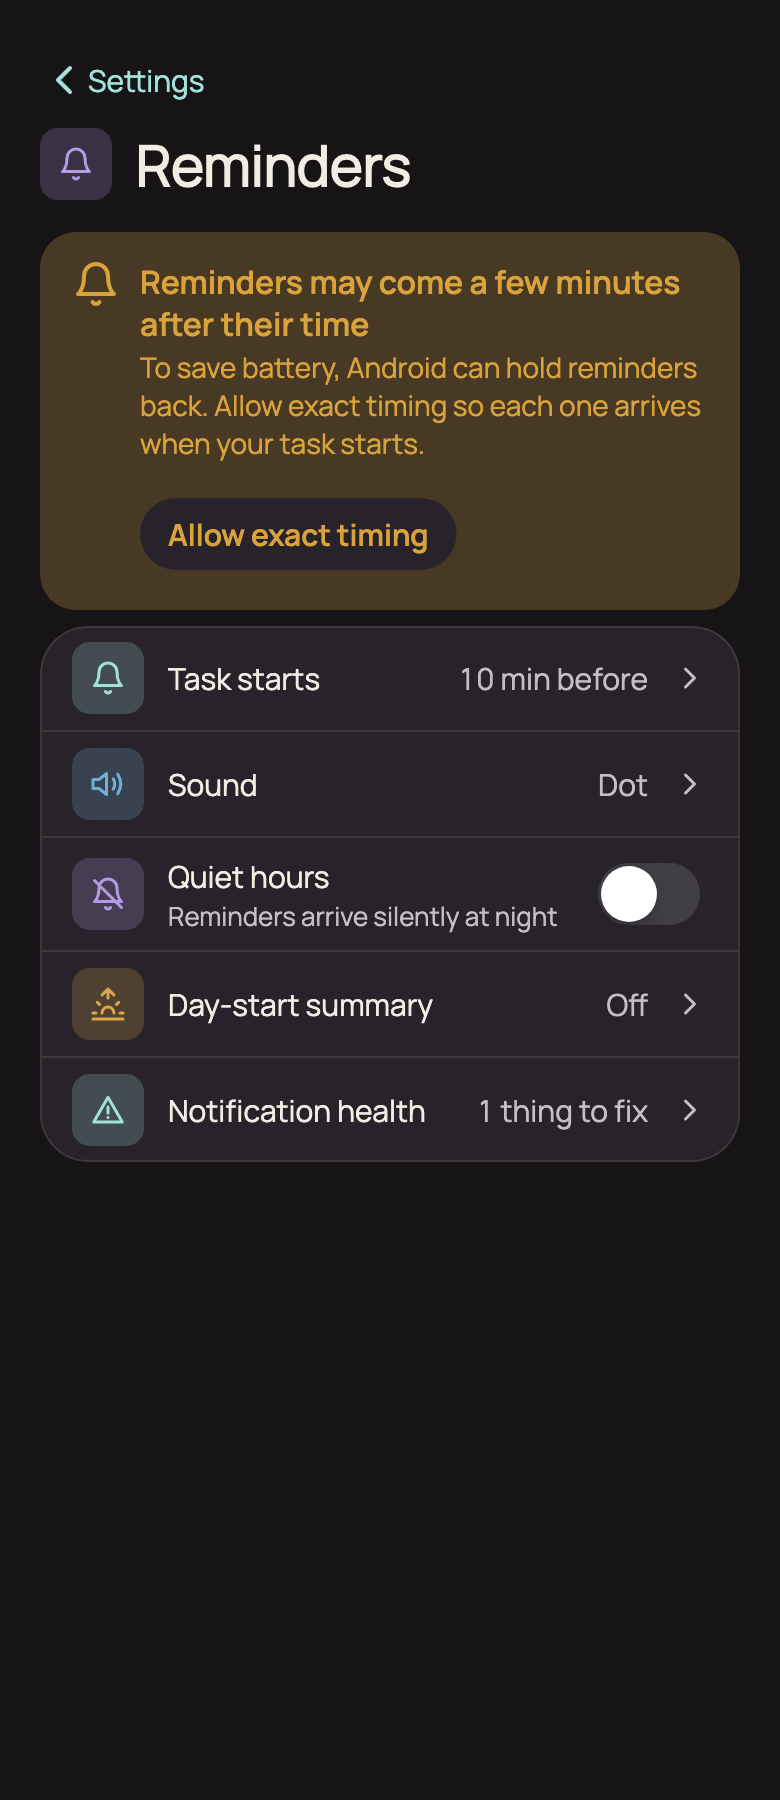 Settings
Reminders
Reminders may come a few minutes
after their time
To save battery, Android can hold reminders
back. Allow exact timing so each one arrives
when your task starts.
Allow exact timing
Task starts 10 min before
Sound Dot
Quiet hours
Reminders arrive silently at night
Day-start summary Off
Notification health 1 thing to fix